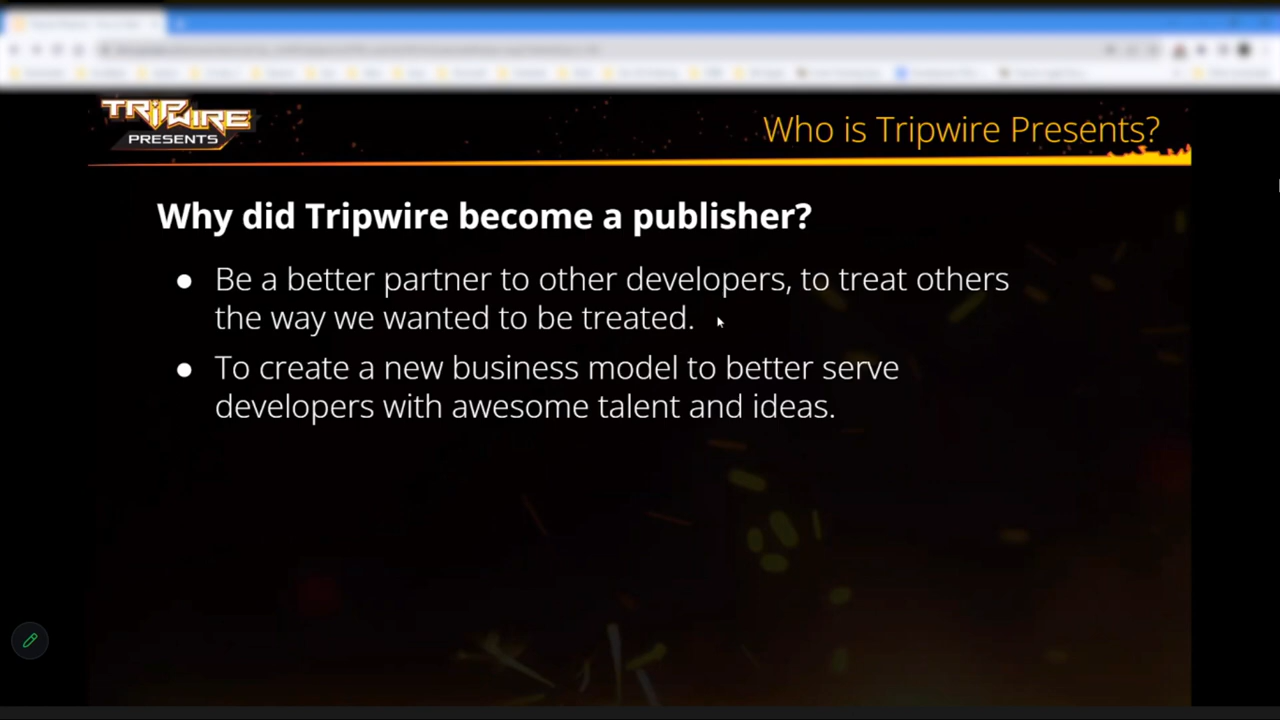 TRIPWIRE
PRESENTS
Who is Tripwire Presents?
Why did Tripwire become a publisher?
● Be a better partner to other developers, to treat others
the way we wanted to be treated.
● To create a new business model to better serve
developers with awesome talent and ideas.